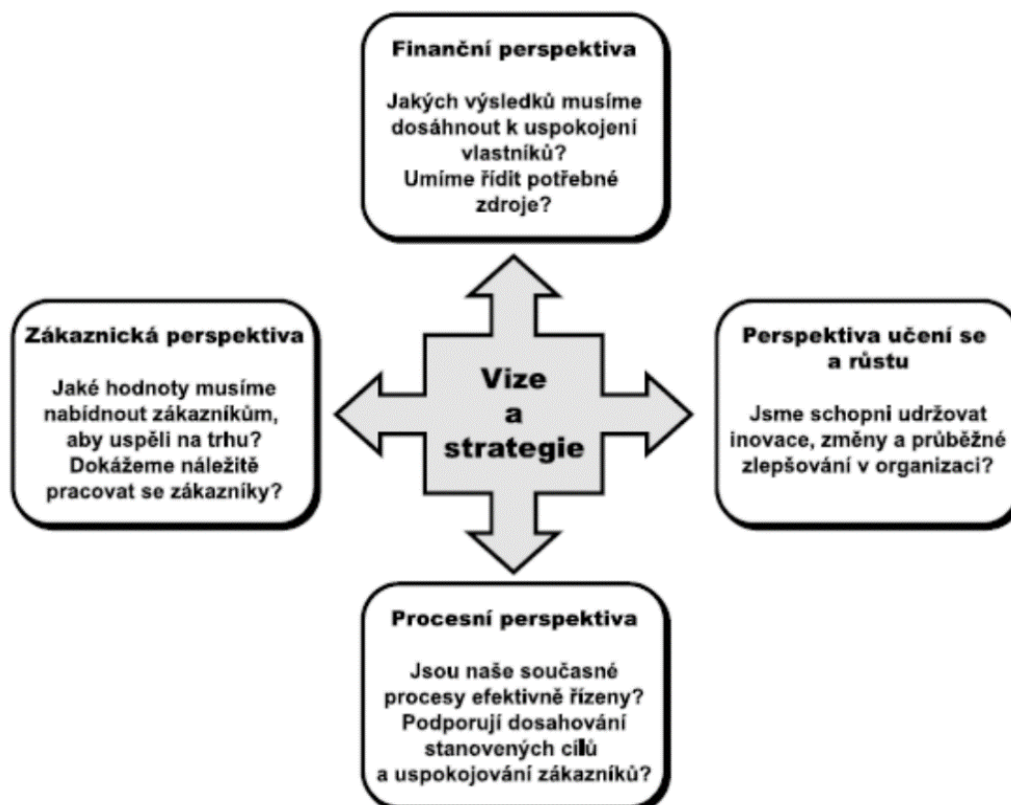 Finanční perspektiva
Jakých výsledků musíme
dosáhnout k uspokojení
vlastníků?
Umíme řídit potřebné
zdroje?
Zákaznická perspektiva
Jaké hodnoty musíme
nabídnout zákazníkům,
aby uspěli na trhu?
Dokážeme náležitě
pracovat se zákazníky?
Vize
a
strategie
Perspektiva učení se
a růstu
Jsme schopni udržovat
inovace, změny a průběžné
zlepšování v organizaci?
Procesní perspektiva
Jsou naše současné
procesy efektivně řízeny?
Podporují dosahování
stanovených cílů
a uspokojování zákazníků?